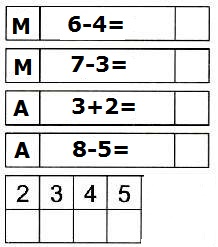 М 6-4=
М 7-3=
А 3+2=
А 8-5=
2 3 4 5